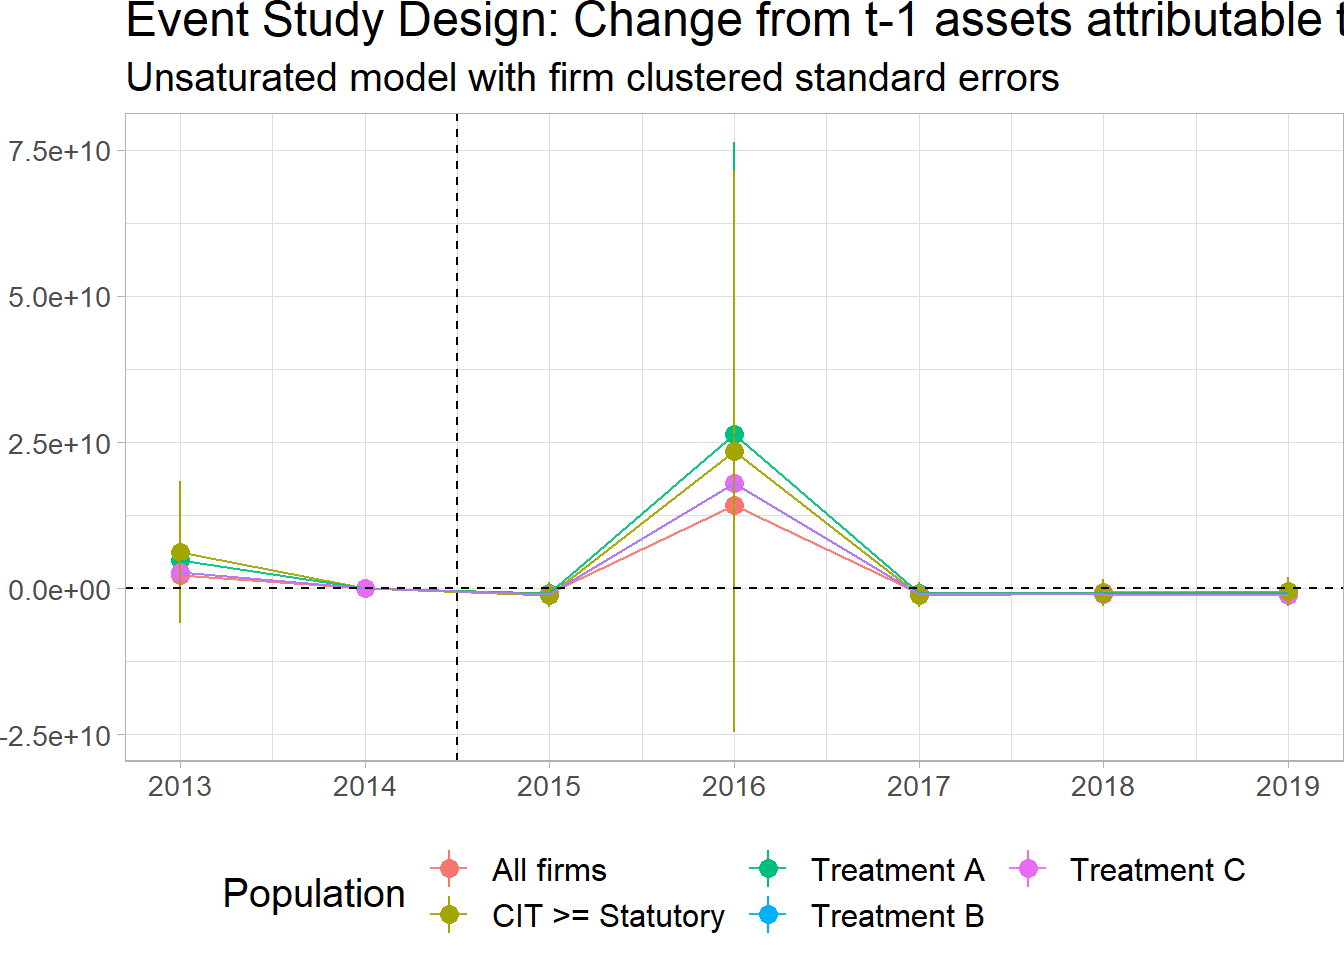 Event Study Design: Change from t-1 assets attributable t
Unsaturated model with firm clustered standard errors
7.5e+10
5.0e+10
2.5e+10
0.0e+00
-2.5e+10
2013 2014 2015 2016 2017 2018 2019
Population
All firms Treatment A Treatment C
CIT >= Statutory Treatment B